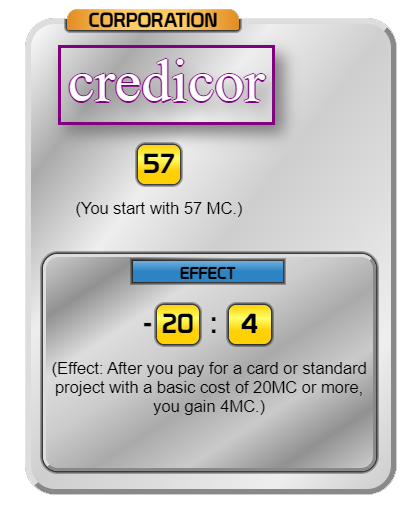 CORPORATION
credicor
57
(You start with 57 MC.)
EFFECT
-20 : 4
(Effect: After you pay for a card or standard
project with a basic cost of 20MC or more,
you gain 4MC.)